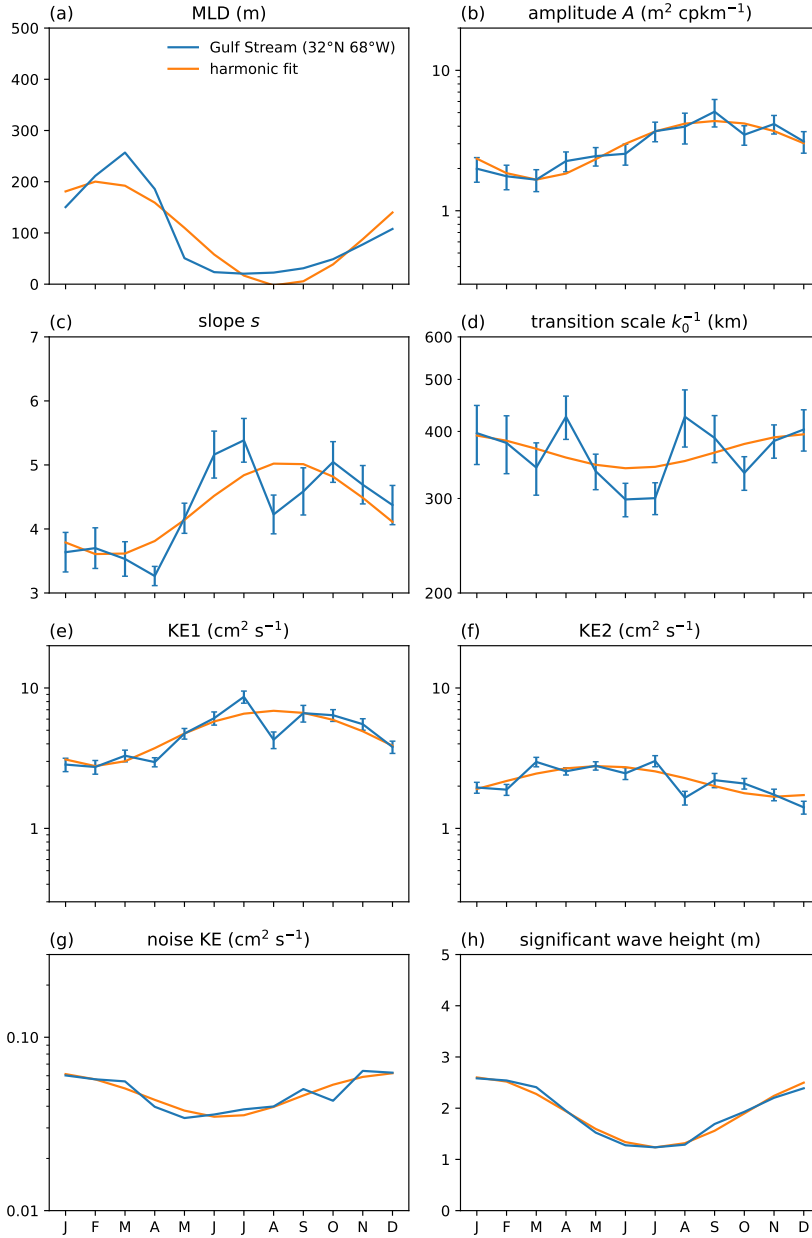 (a) MLD (m)
500
400
300
200
100
0
Gulf Stream (32°N 68°W)
harmonic fit
(b) amplitude A (m² cpkm⁻¹)
10
1
(c) slope s
7
6
5
4
3
(d) transition scale k₀⁻¹ (km)
600
500
400
300
200
(e) KE1 (cm² s⁻¹)
10
1
(f) KE2 (cm² s⁻¹)
10
1
(g) noise KE (cm² s⁻¹)
0.10
0.01
J F M A M J J A S O N D
(h) significant wave height (m)
5
4
3
2
1
0
J F M A M J J A S O N D